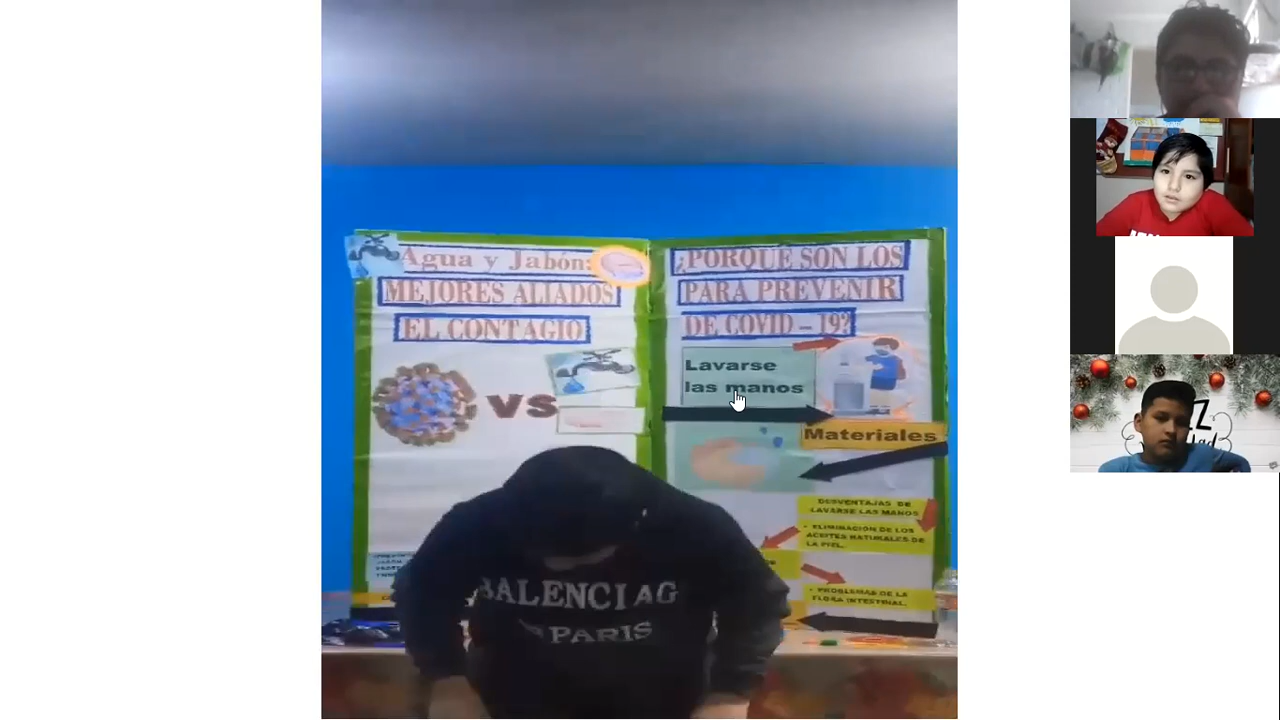 Agua y Jabón:
MEJORES ALIADOS
EL CONTAGIO
VS
¿PORQUE SON LOS
PARA PREVENIR
DE COVID - 19?
Lavarse
las manos
Materiales
DESVENTAJAS DE
LAVARSE LAS MANOS
• ELIMINACIÓN DE LOS
ACEITES NATURALES DE
LA PIEL.
• PROBLEMAS DE LA
FLORA INTESTINAL.
BALENCIAG
PARIS